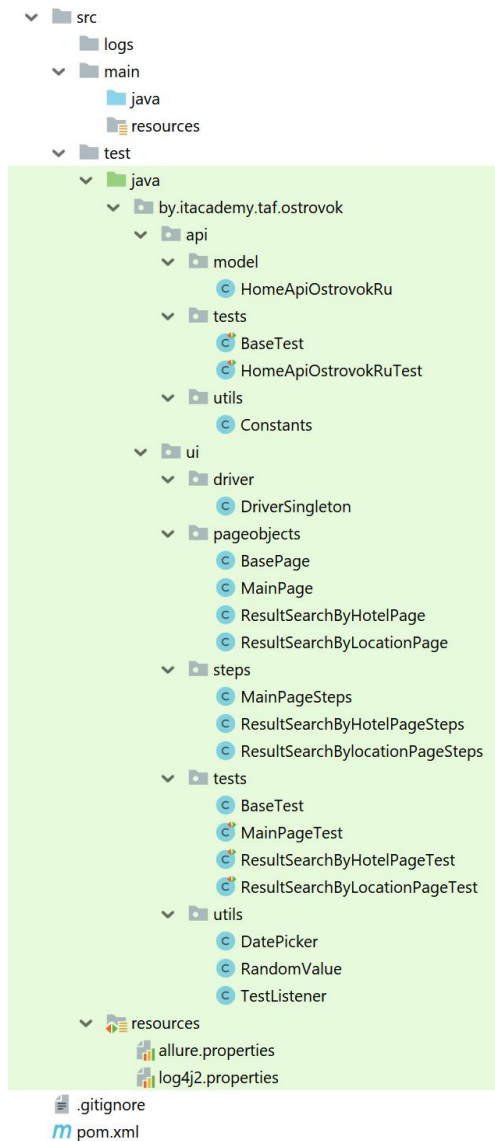 src
logs
main
java
resources
test
java
by.itacademy.taf.ostrovok
api
model
HomeApiOstrovokRu
tests
BaseTest
HomeApiOstrovokRuTest
utils
Constants
ui
driver
DriverSingleton
pageobjects
BasePage
MainPage
ResultSearchByHotelPage
ResultSearchByLocationPage
steps
MainPageSteps
ResultSearchByHotelPageSteps
ResultSearchBylocationPageSteps
tests
BaseTest
MainPageTest
ResultSearchByHotelPageTest
ResultSearchByLocationPageTest
utils
DatePicker
RandomValue
TestListener
resources
allure.properties
log4j2.properties
.gitignore
pom.xml